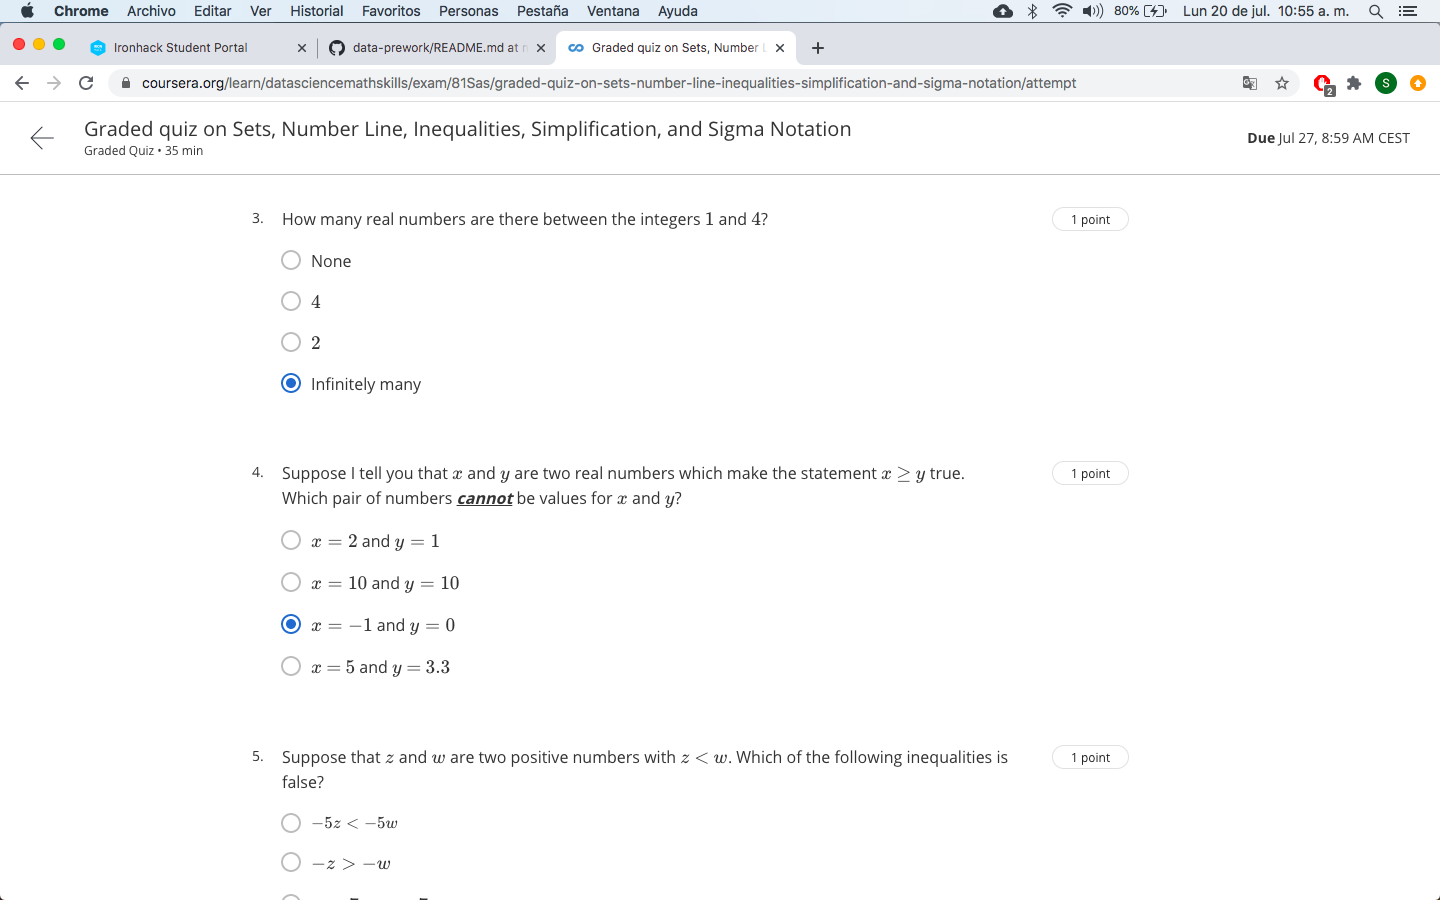 Chrome Archivo Editar Ver Historial Favoritos Personas Pestaña Ventana Ayuda 80% Lun 20 de jul. 10:55 a. m.
Ironhack Student Portal data-prework/README.md at Graded quiz on Sets, Number
coursera.org/learn/datasciencemathskills/exam/81Sas/graded-quiz-on-sets-number-line-inequalities-simplification-and-sigma-notation/attempt 2 S
Graded quiz on Sets, Number Line, Inequalities, Simplification, and Sigma Notation
Graded Quiz • 35 min
Due Jul 27, 8:59 AM CEST
3. How many real numbers are there between the integers 1 and 4? 1 point
None
4
2
Infinitely many
4. Suppose I tell you that x and y are two real numbers which make the statement x ≥ y true. 1 point
Which pair of numbers cannot be values for x and y?
x = 2 and y = 1
x = 10 and y = 10
x = −1 and y = 0
x = 5 and y = 3.3
5. Suppose that z and w are two positive numbers with z < w. Which of the following inequalities is 1 point
false?
−5z < −5w
−z > −w